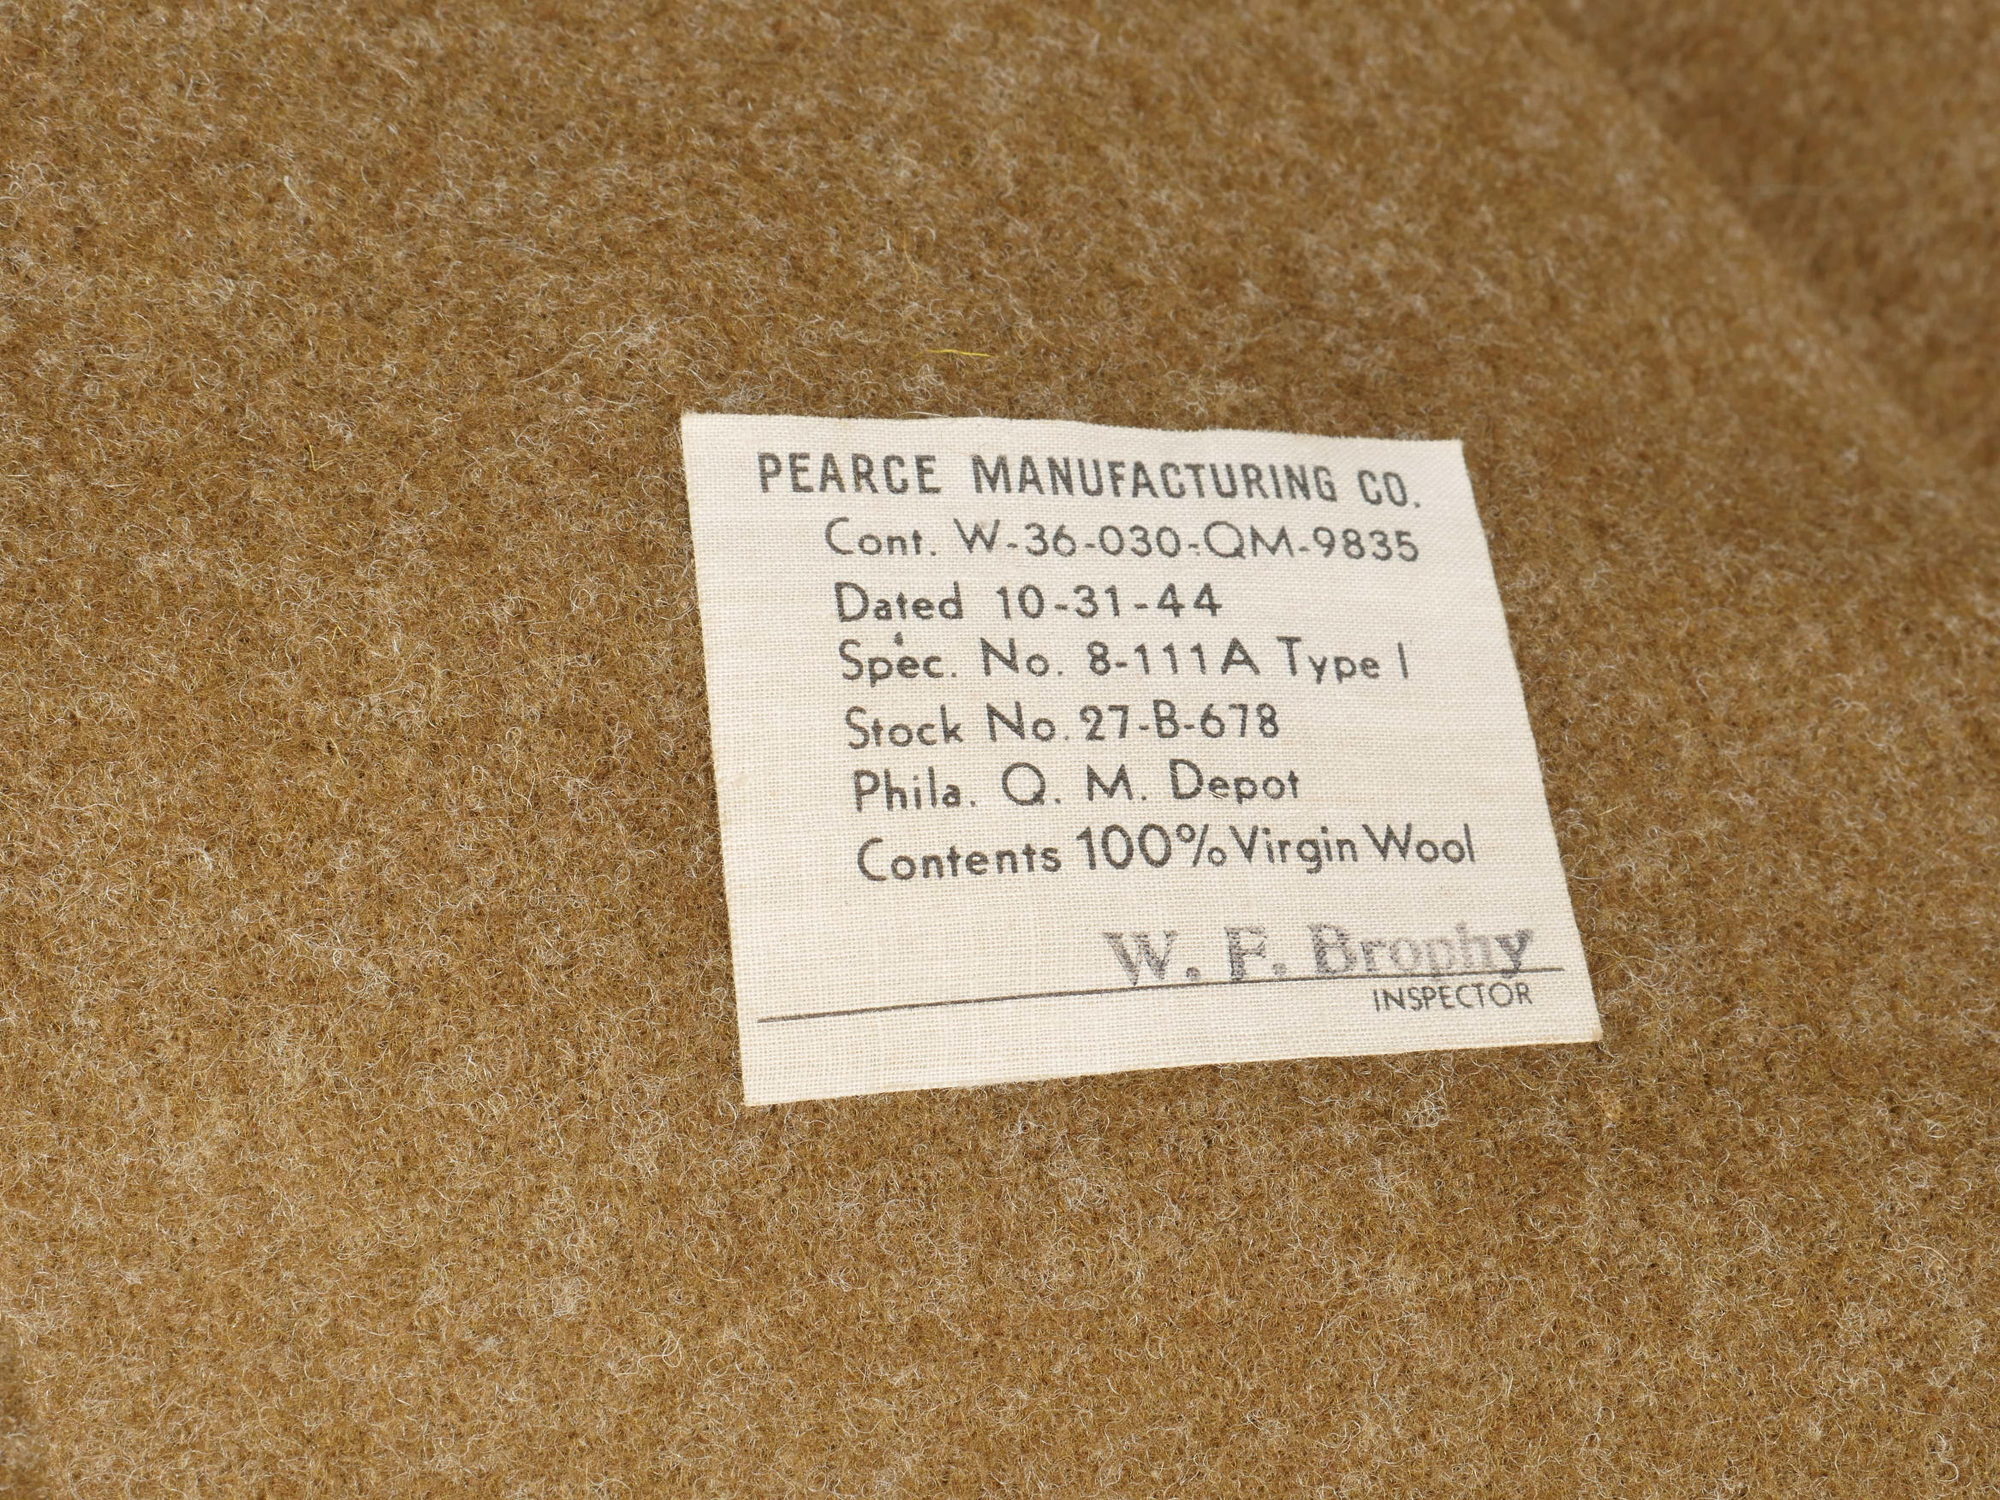 PEARCE MANUFACTURING CO.
Cont. W-36-030-QM-9835
Dated 10-31-44
Spec. No. 8-111A Type I
Stock No. 27-B-678
Phila. Q. M. Depot
Contents 100% Virgin Wool
W. F. Brophy
INSPECTOR